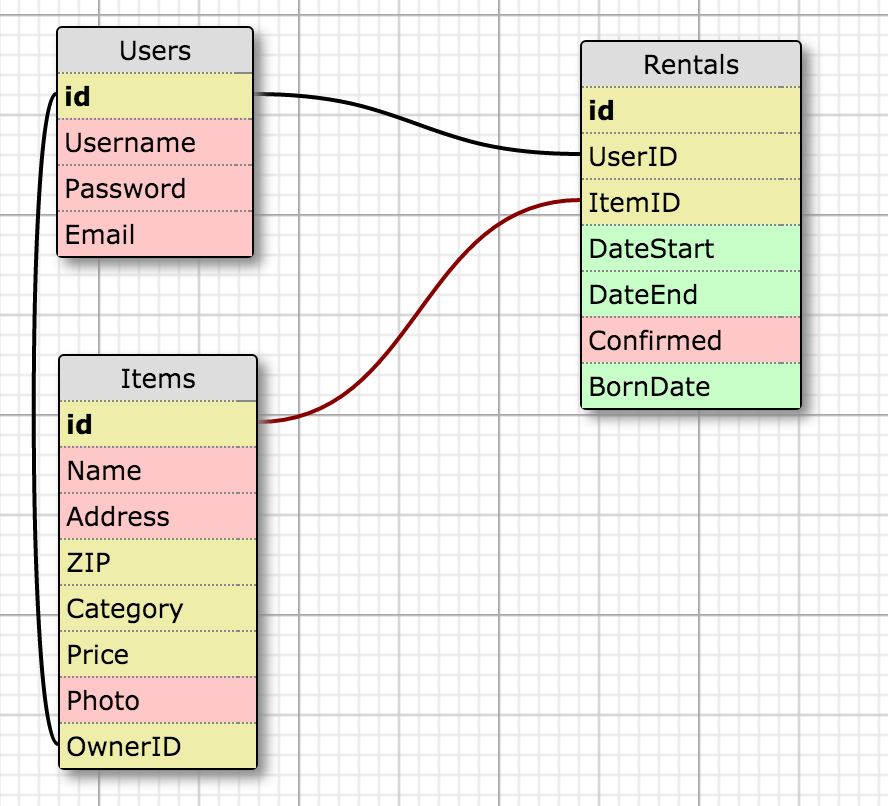 Users
id
Username
Password
Email
Rentals
id
UserID
ItemID
DateStart
DateEnd
Confirmed
BornDate
Items
id
Name
Address
ZIP
Category
Price
Photo
OwnerID